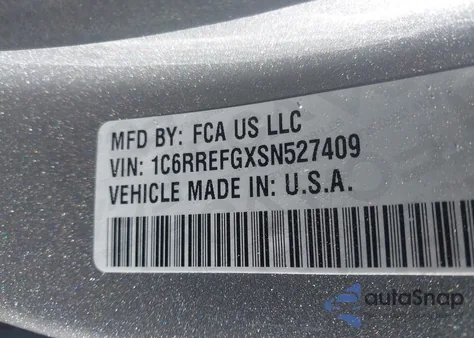 MFD BY: FCA US LLC
VIN: 1C6RREFGXSN527409
VEHICLE MADE IN: U.S.A.
autoSnap